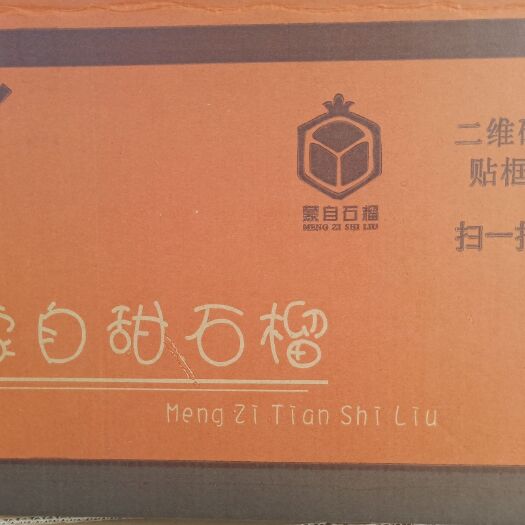 二维
贴框
扫一
蒙自石榴
MENG ZI SHI LIU
自甜石榴
Meng Zi Tian Shi Liu